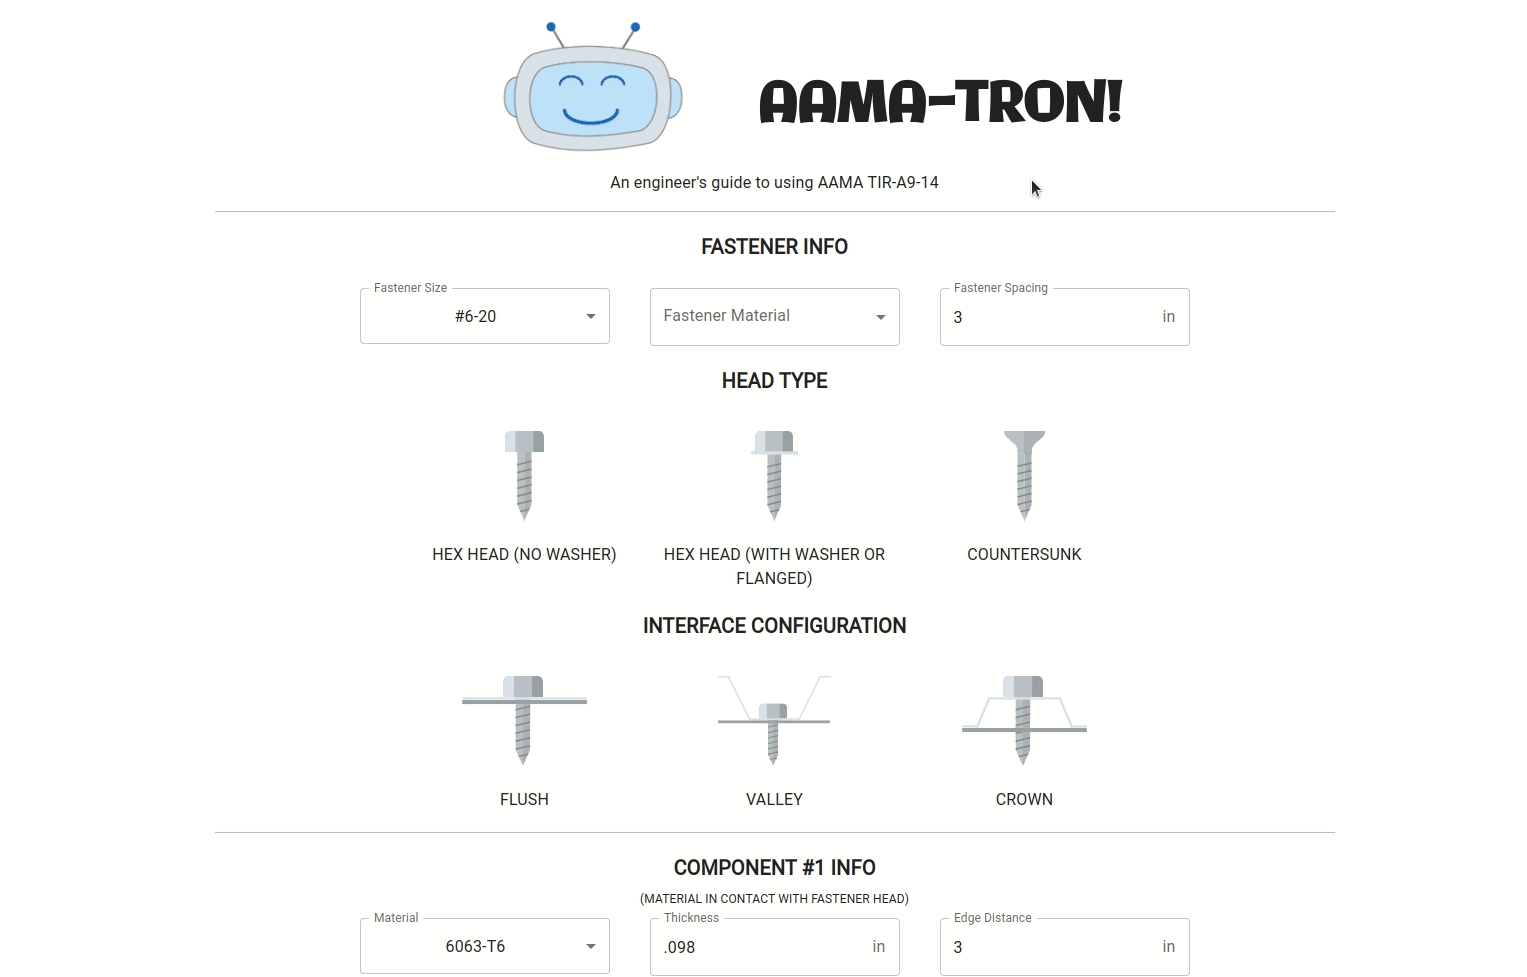 AAMA-TRON!
An engineer's guide to using AAMA TIR-A9-14
FASTENER INFO
Fastener Size
#6-20
Fastener Material
Fastener Spacing
3 in
HEAD TYPE
HEX HEAD (NO WASHER)
HEX HEAD (WITH WASHER OR
FLANGED)
COUNTERSUNK
INTERFACE CONFIGURATION
FLUSH
VALLEY
CROWN
COMPONENT #1 INFO
(MATERIAL IN CONTACT WITH FASTENER HEAD)
Material
6063-T6
Thickness
.098 in
Edge Distance
3 in